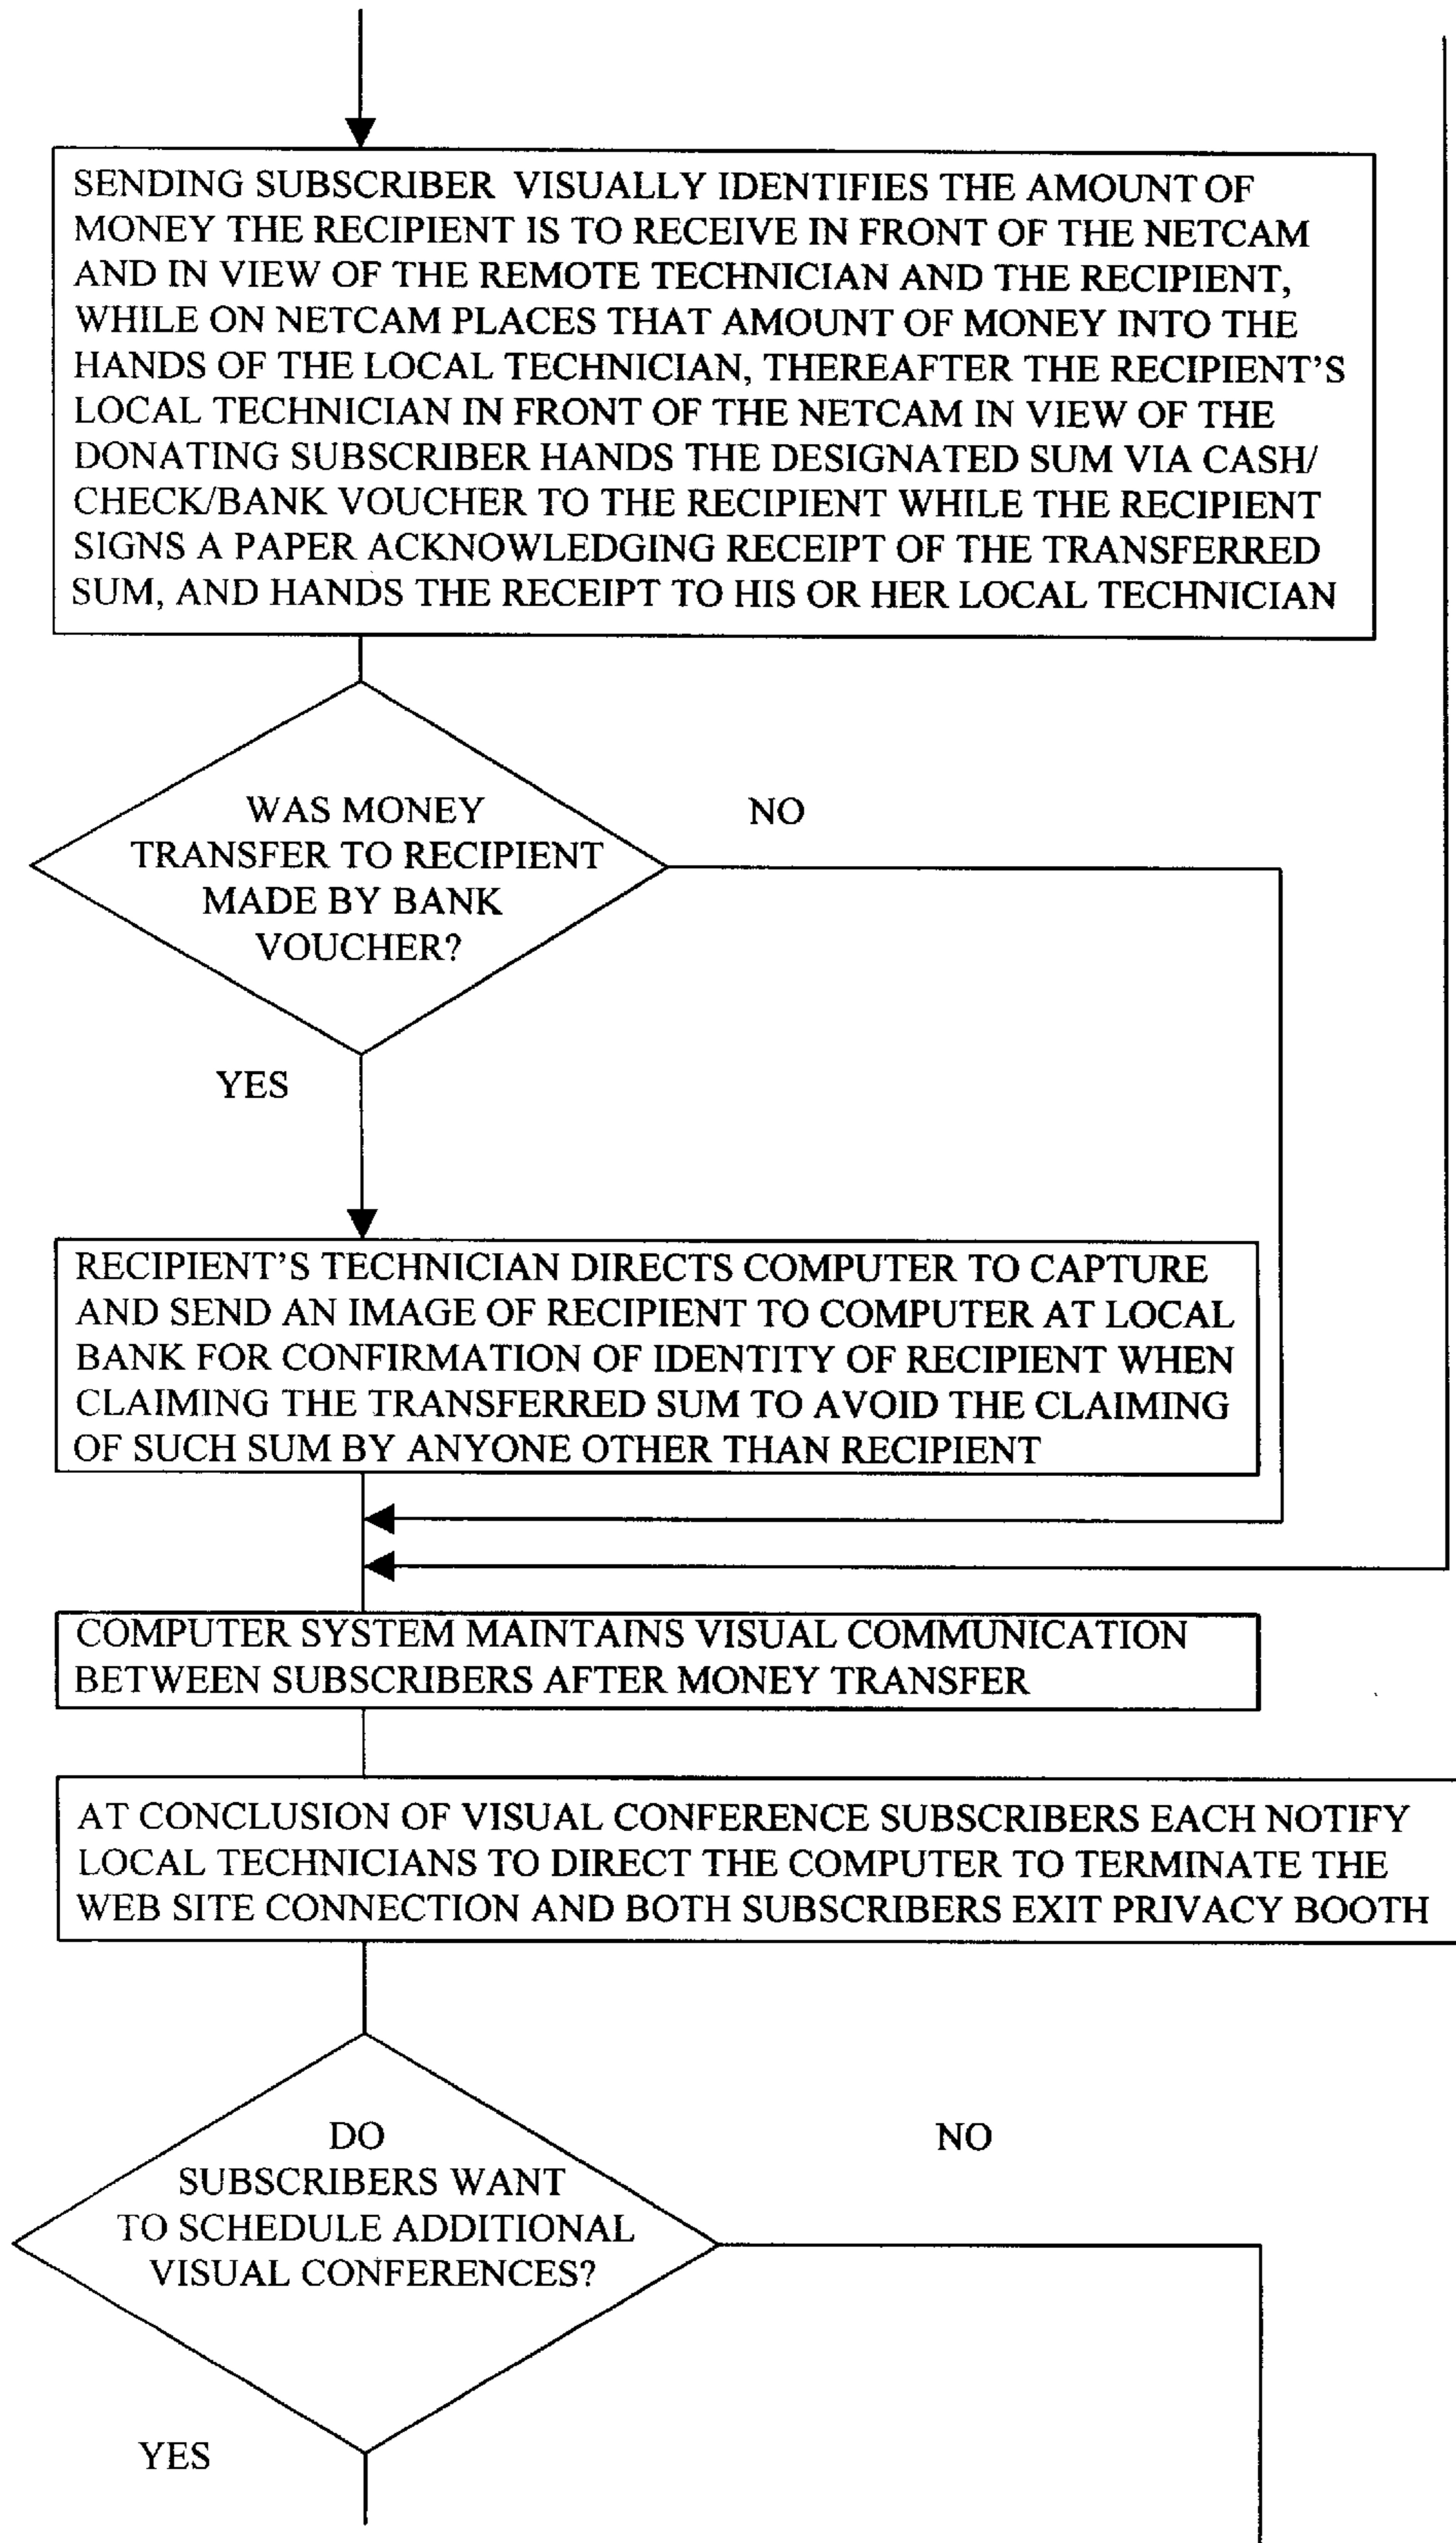 SENDING SUBSCRIBER VISUALLY IDENTIFIES THE AMOUNT OF
MONEY THE RECIPIENT IS TO RECEIVE IN FRONT OF THE NETCAM
AND IN VIEW OF THE REMOTE TECHNICIAN AND THE RECIPIENT,
WHILE ON NETCAM PLACES THAT AMOUNT OF MONEY INTO THE
HANDS OF THE LOCAL TECHNICIAN, THEREAFTER THE RECIPIENT'S
LOCAL TECHNICIAN IN FRONT OF THE NETCAM IN VIEW OF THE
DONATING SUBSCRIBER HANDS THE DESIGNATED SUM VIA CASH/
CHECK/BANK VOUCHER TO THE RECIPIENT WHILE THE RECIPIENT
SIGNS A PAPER ACKNOWLEDGING RECEIPT OF THE TRANSFERRED
SUM, AND HANDS THE RECEIPT TO HIS OR HER LOCAL TECHNICIAN
WAS MONEY
TRANSFER TO RECIPIENT
MADE BY BANK
VOUCHER?
NO
YES
RECIPIENT'S TECHNICIAN DIRECTS COMPUTER TO CAPTURE
AND SEND AN IMAGE OF RECIPIENT TO COMPUTER AT LOCAL
BANK FOR CONFIRMATION OF IDENTITY OF RECIPIENT WHEN
CLAIMING THE TRANSFERRED SUM TO AVOID THE CLAIMING
OF SUCH SUM BY ANYONE OTHER THAN RECIPIENT
COMPUTER SYSTEM MAINTAINS VISUAL COMMUNICATION
BETWEEN SUBSCRIBERS AFTER MONEY TRANSFER
AT CONCLUSION OF VISUAL CONFERENCE SUBSCRIBERS EACH NOTIFY
LOCAL TECHNICIANS TO DIRECT THE COMPUTER TO TERMINATE THE
WEB SITE CONNECTION AND BOTH SUBSCRIBERS EXIT PRIVACY BOOTH
DO
SUBSCRIBERS WANT
TO SCHEDULE ADDITIONAL
VISUAL CONFERENCES?
NO
YES